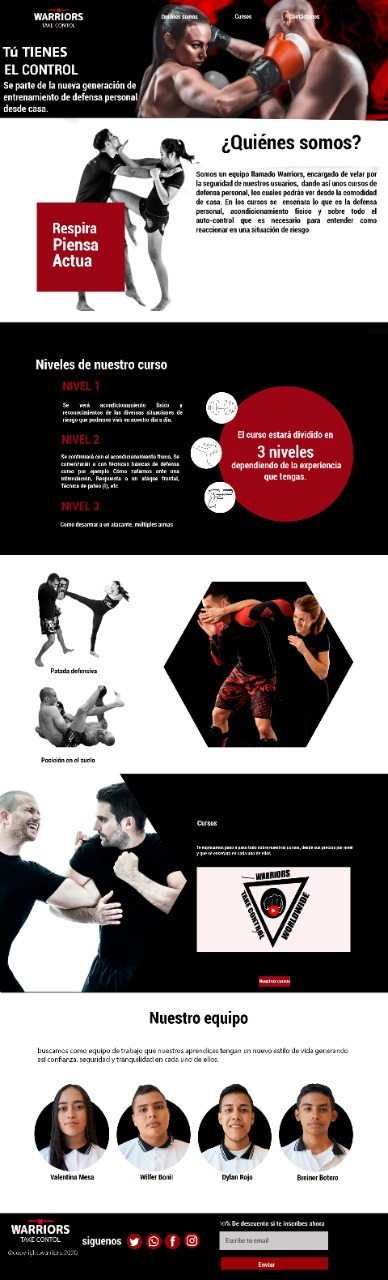 WARRIORS
TAKE CONTOL
Quiénes somos
Cursos
Contáctanos
Tú TIENES
EL CONTROL
Se parte de la nueva generación de
entrenamiento de defensa personal
desde casa.
¿Quiénes somos?
Somos un equipo llamado Warriors, encargado de velar por
la seguridad de nuestros usuarios, dando así unos cursos de
defensa personal, los cuales podrás ver desde la comodidad
de casa. En los cursos se enseñara lo que es la defensa
personal, acondicionamiento físico y sobre todo el
auto-control que es necesario para entender como
reaccionar en una situación de riesgo.
Respira
Piensa
Actua
Niveles de nuestro curso
NIVEL 1
Se verá acondicionamiento físico y
reconocimientos de las diversas situaciones de
riesgo que podemos vivir en nuestro día a día.
NIVEL 2
Se continuará con el acondicionamiento físico, Se
comenzarán a con técnicas básicas de defensa
como por ejemplo Cómo zafarnos ante una
intimidación, Respuesta a un ataque frontal,
Técnica de pateo (I), etc
NIVEL 3
Como desarmar a un atacante, múltiples armas
El curso estará dividido en
3 niveles
dependiendo de la experiencia
que tengas.
Patada defensiva
Posición en el suelo
Cursos
Te explicamos paso a paso todo sobre nuestros cursos, desde sus precios por nivel
y que se enseñara en cada uno de ellos
WARRIORS
TAKE CONTROL
WORLDWIDE
Nuestros cursos
Nuestro equipo
buscamos como equipo de trabajo que nuestros aprendices tengan un nuevo estilo de vida generando
así confianza, seguridad y tranquilidad en cada uno de ellos.
Valentina Mesa
Wilfer Bonil
Dylan Rojo
Breiner Botero
WARRIORS
TAKE CONTOL
©copyrightwarriors 2020
siguenos
10% De descuento si te inscribes ahora
Escribe tu email
Enviar